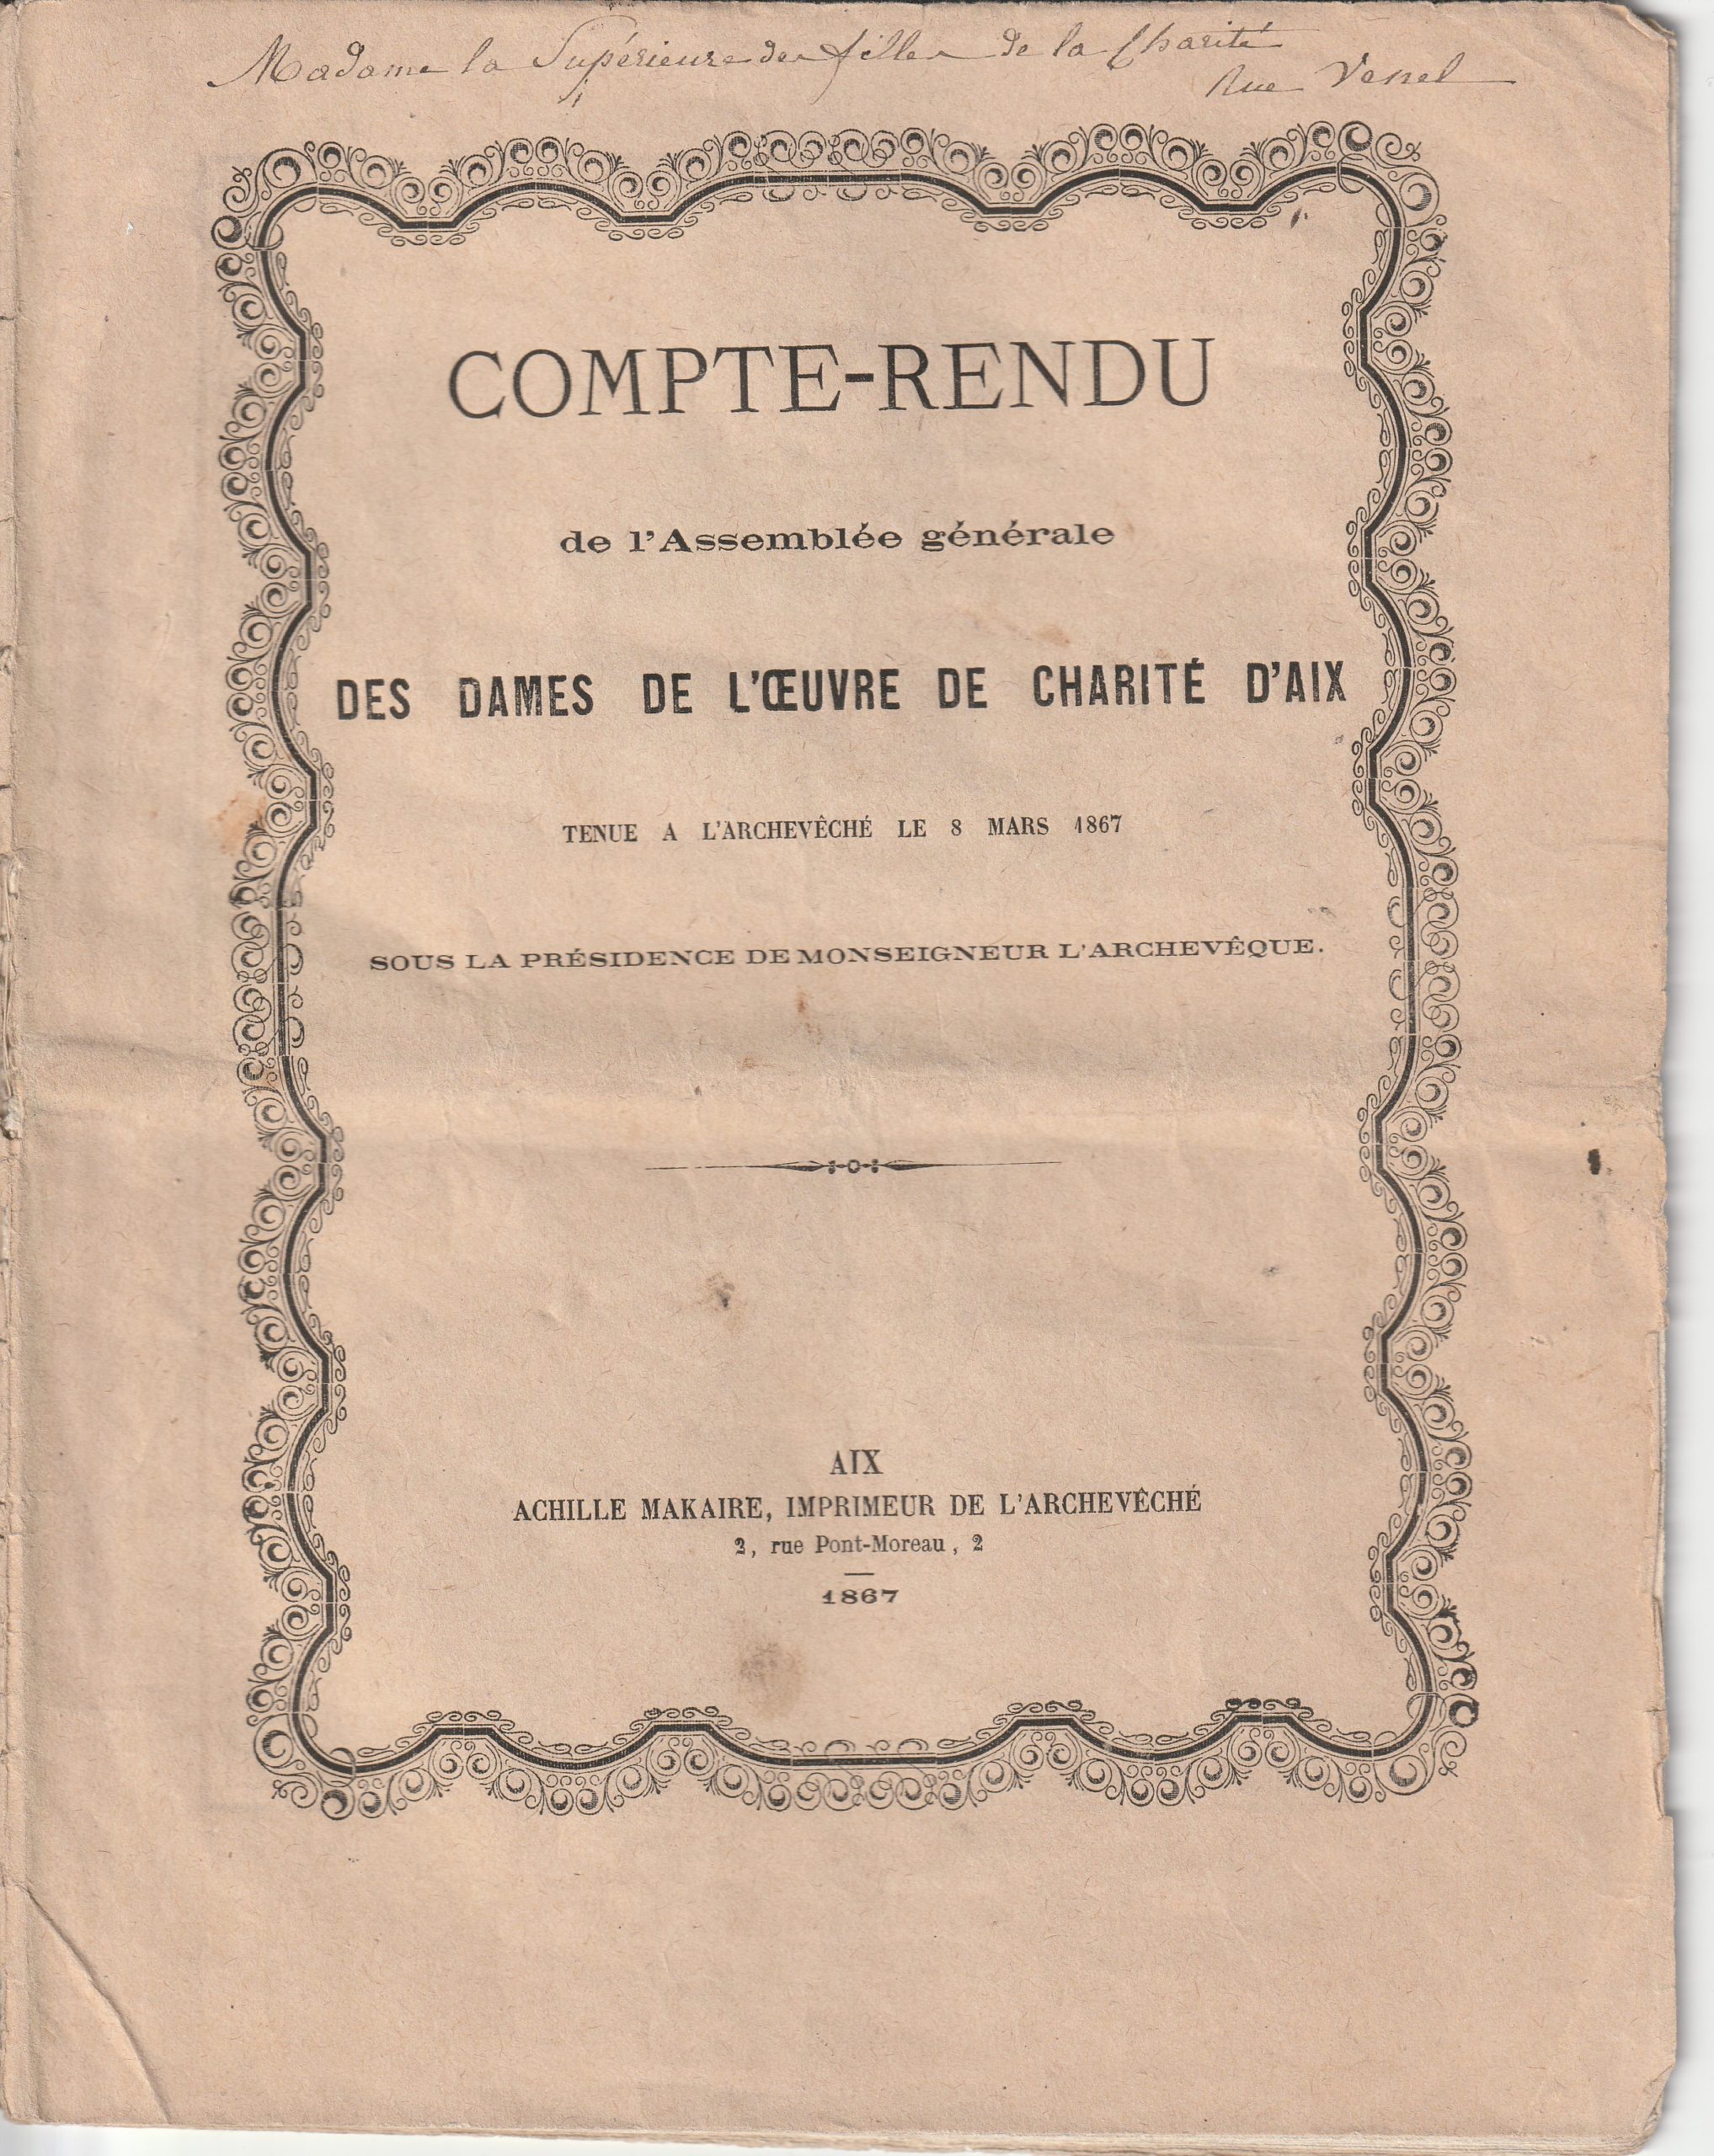 Madame la Supérieure des filles de la Charité
Rue Venel
COMPTE-RENDU
de l'Assemblée générale
DES DAMES DE L'ŒUVRE DE CHARITÉ D'AIX
TENUE A L'ARCHEVÊCHÉ LE 8 MARS 1867
SOUS LA PRÉSIDENCE DE MONSEIGNEUR L'ARCHEVÊQUE.
AIX
ACHILLE MAKAIRE, IMPRIMEUR DE L'ARCHEVÊCHÉ
2, rue Pont-Moreau, 2
1867